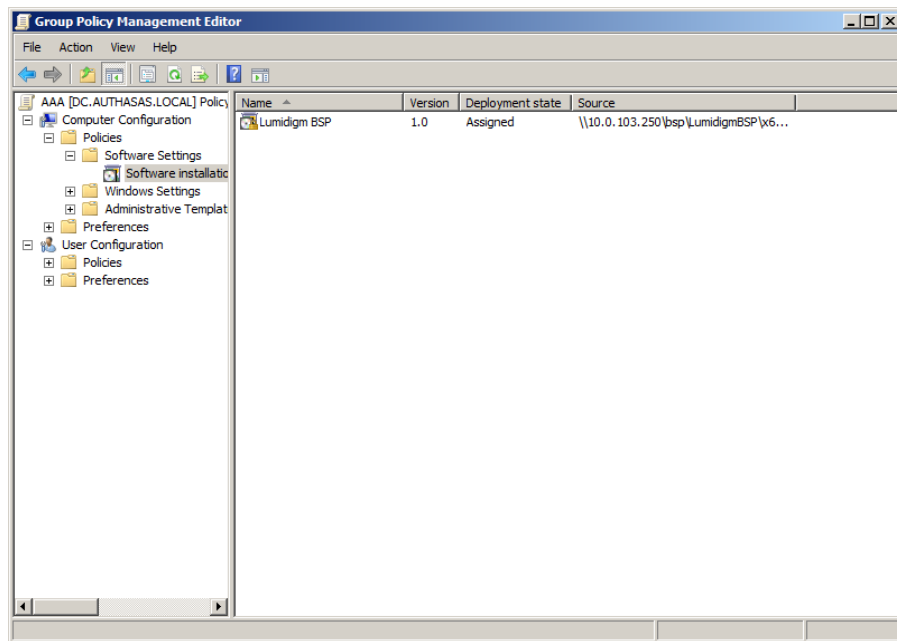 Group Policy Management Editor
File Action View Help
AAA [DC.AUTHASAS.LOCAL] Policy
Computer Configuration
Policies
Software Settings
Software installatic
Windows Settings
Administrative Templat
Preferences
User Configuration
Policies
Preferences
Name Version Deployment state Source
Lumidigm BSP 1.0 Assigned \\10.0.103.250\bsp\LumidigmBSP\x6...